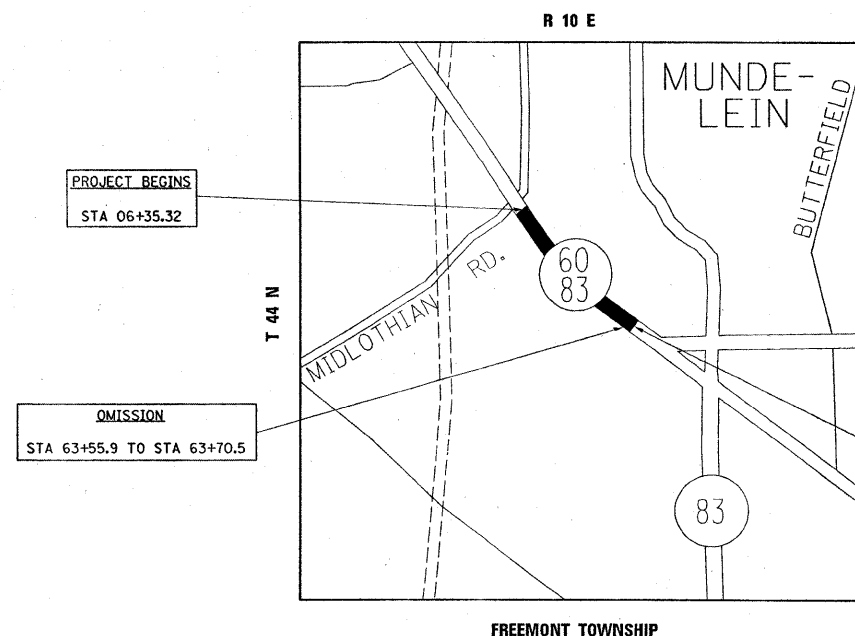 R 10 E
MUNDE-
LEIN
BUTTERFIELD
PROJECT BEGINS
STA 06+35.32
60
83
MIDLOTHIAN RD.
T 44 N
OMISSION
STA 63+55.9 TO STA 63+70.5
83
FREEMONT TOWNSHIP